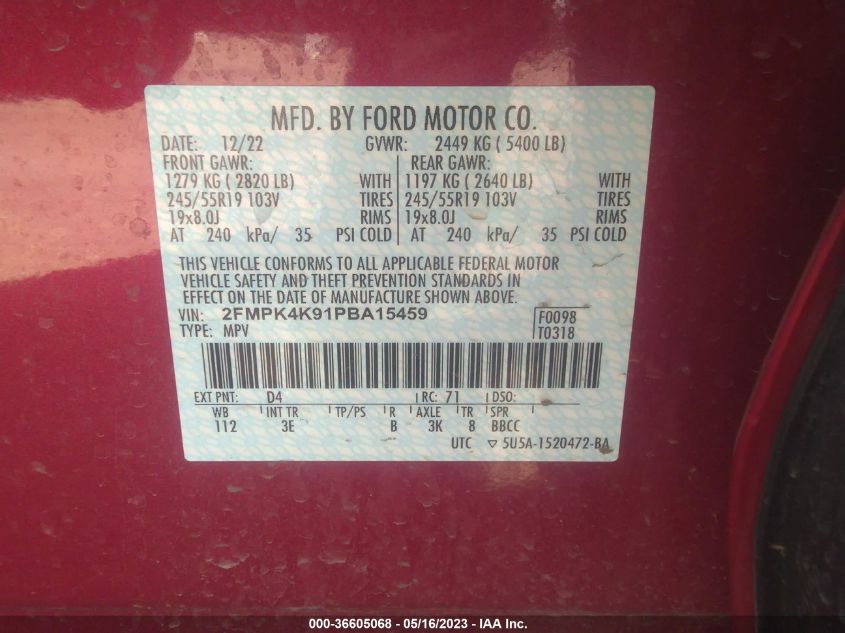 MFD. BY FORD MOTOR CO.
DATE: 12/22 GVWR: 2449 KG ( 5400 LB)
FRONT GAWR: REAR GAWR:
1279 KG ( 2820 LB) WITH 1197 KG ( 2640 LB) WITH
245/55R19 103V TIRES 245/55R19 103V TIRES
19x8.0J RIMS 19x8.0J RIMS
AT 240 kPa/ 35 PSI COLD AT 240 kPa/ 35 PSI COLD
THIS VEHICLE CONFORMS TO ALL APPLICABLE FEDERAL MOTOR
VEHICLE SAFETY AND THEFT PREVENTION STANDARDS IN
EFFECT ON THE DATE OF MANUFACTURE SHOWN ABOVE.
VIN: 2FMPK4K91PBA15459 F0098
TYPE: MPV T0318
EXT PNT: D4 RC: 71 DSO:
WB INT TR TP/PS R AXLE TR SPR
112 3E B 3K 8 BBCC
UTC ▽ 5U5A-1520472-BA
000-36605068 - 05/16/2023 - IAA Inc.